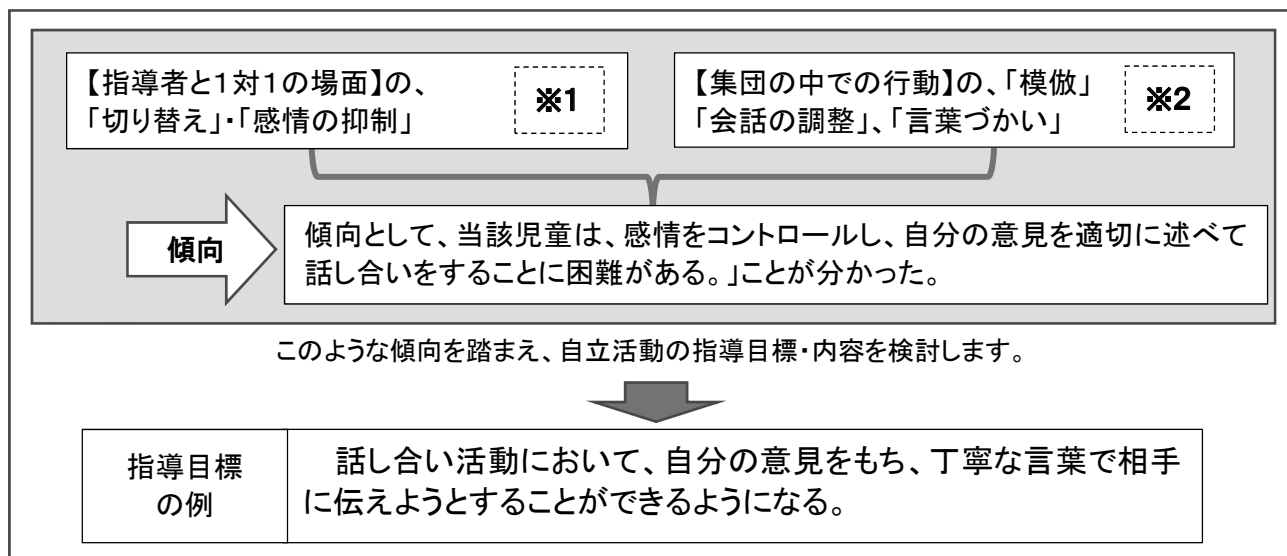 【指導者と1対1の場面】の、
「切り替え」・「感情の抑制」
※1
【集団の中での行動】の、「模倣」
「会話の調整」、「言葉づかい」
※2
傾向
傾向として、当該児童は、感情をコントロールし、自分の意見を適切に述べて
話し合いをすることに困難がある。」ことが分かった。
このような傾向を踏まえ、自立活動の指導目標・内容を検討します。
指導目標
の例
話し合い活動において、自分の意見をもち、丁寧な言葉で相手
に伝えようとすることができるようになる。